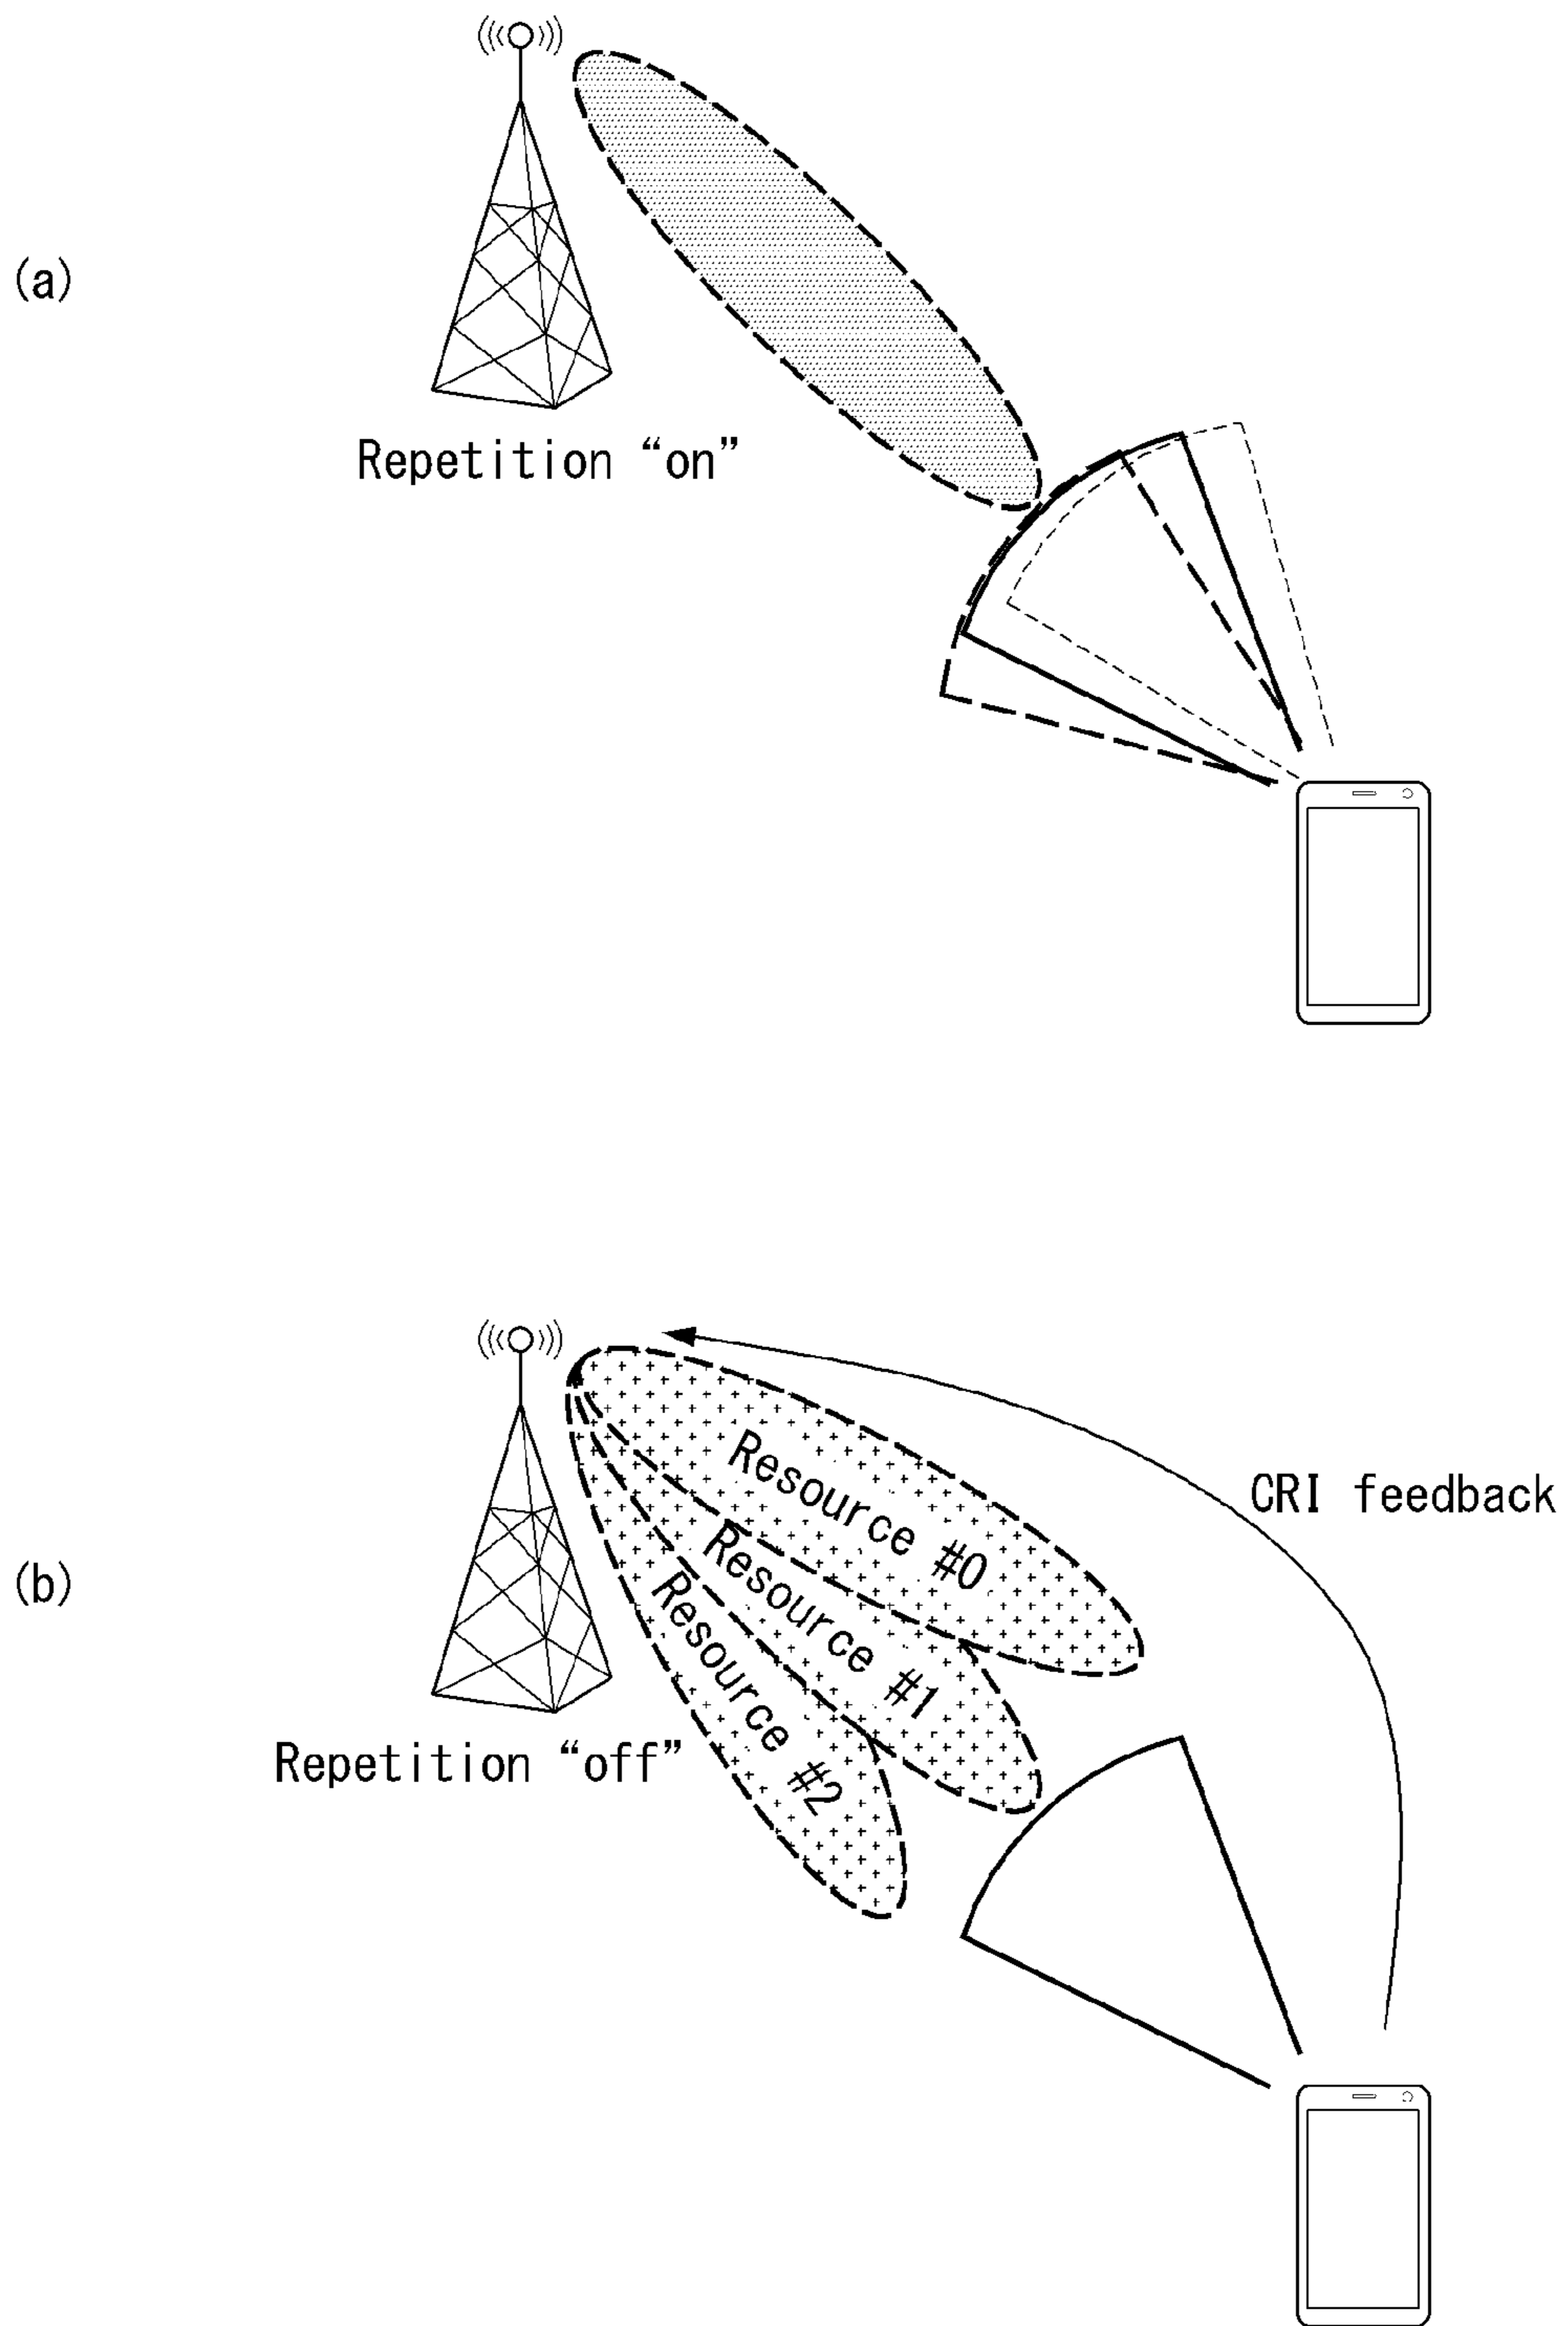 (a)
Repetition “on”
(b)
Resource #0
Resource #1
Resource #2
CRI feedback
Repetition “off”